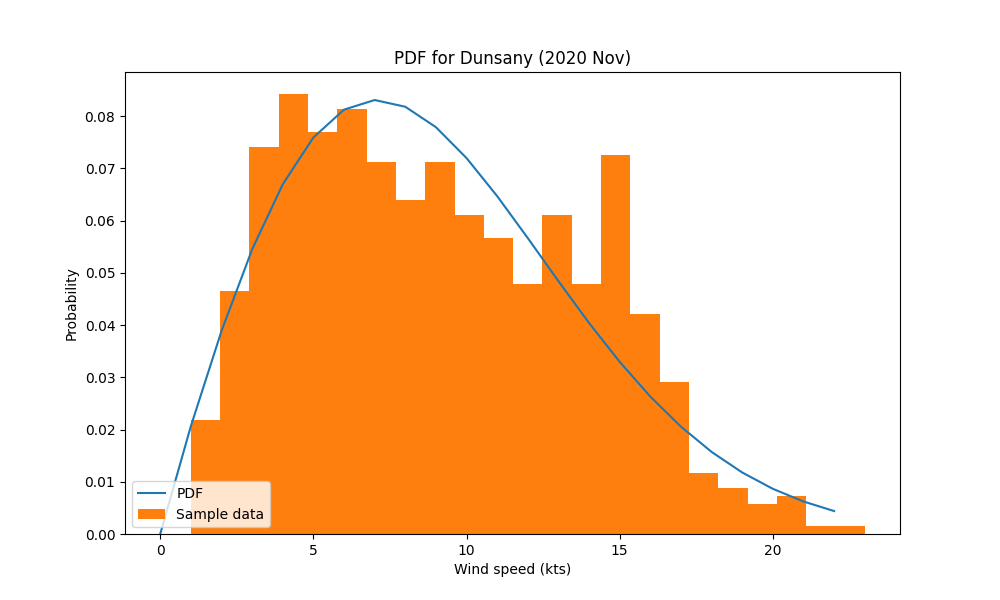 PDF for Dunsany (2020 Nov)
0.08
0.07
0.06
0.05
0.04
0.03
0.02
0.01
0.00
Probability
PDF
Sample data
0 5 10 15 20
Wind speed (kts)